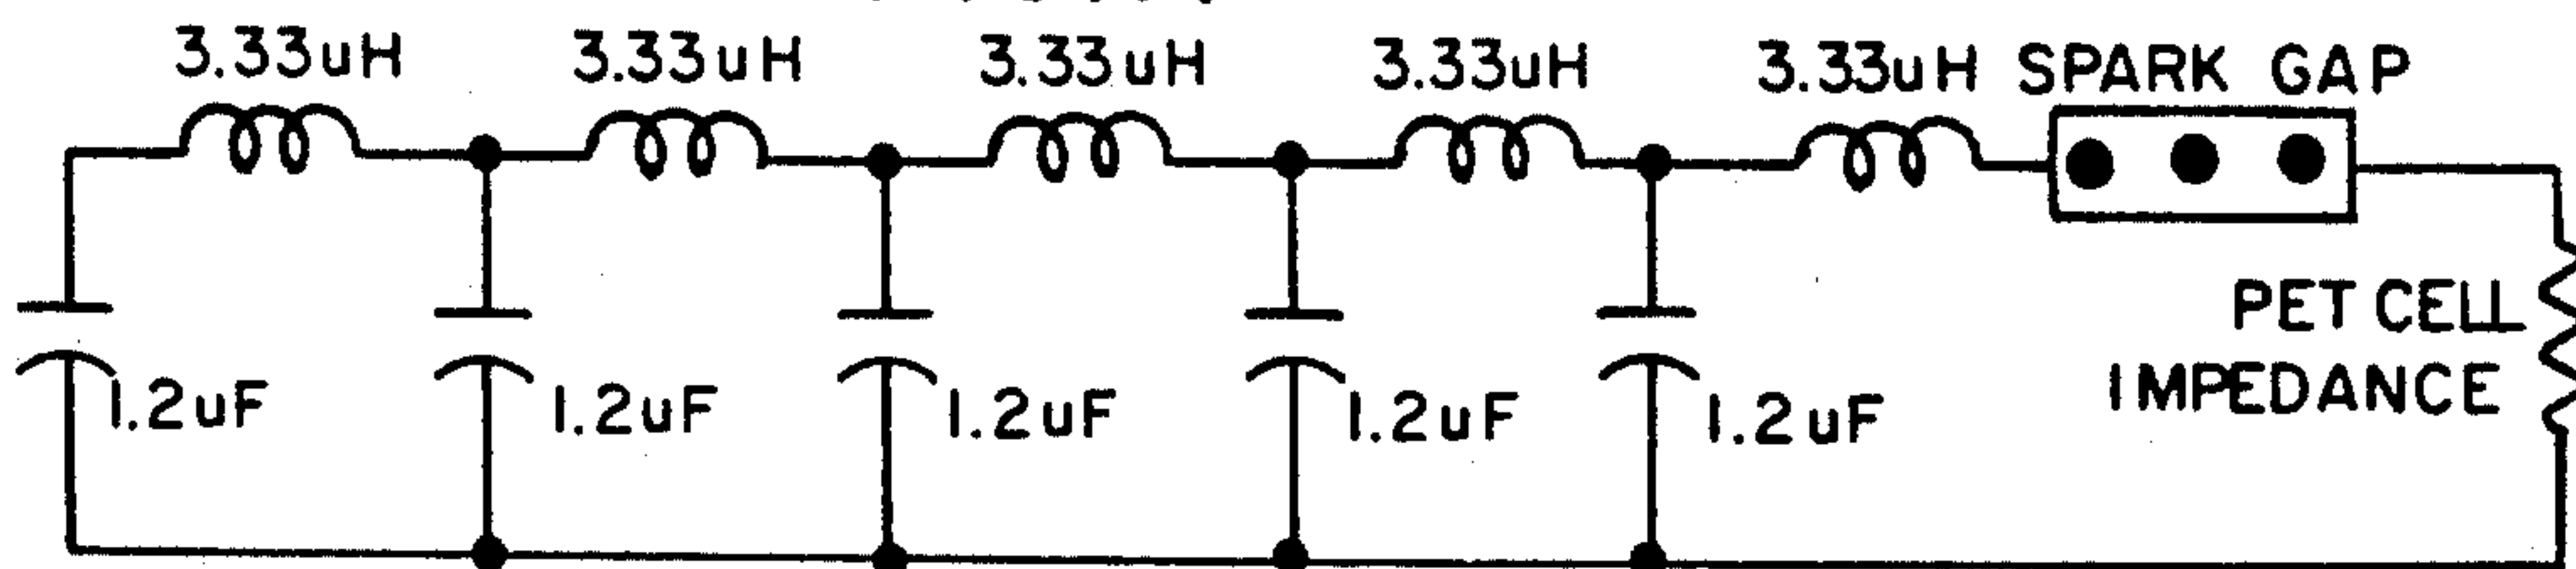 3.33uH 3.33uH 3.33uH 3.33uH 3.33uH SPARK GAP
PET CELL
IMPEDANCE
1.2uF 1.2uF 1.2uF 1.2uF 1.2uF